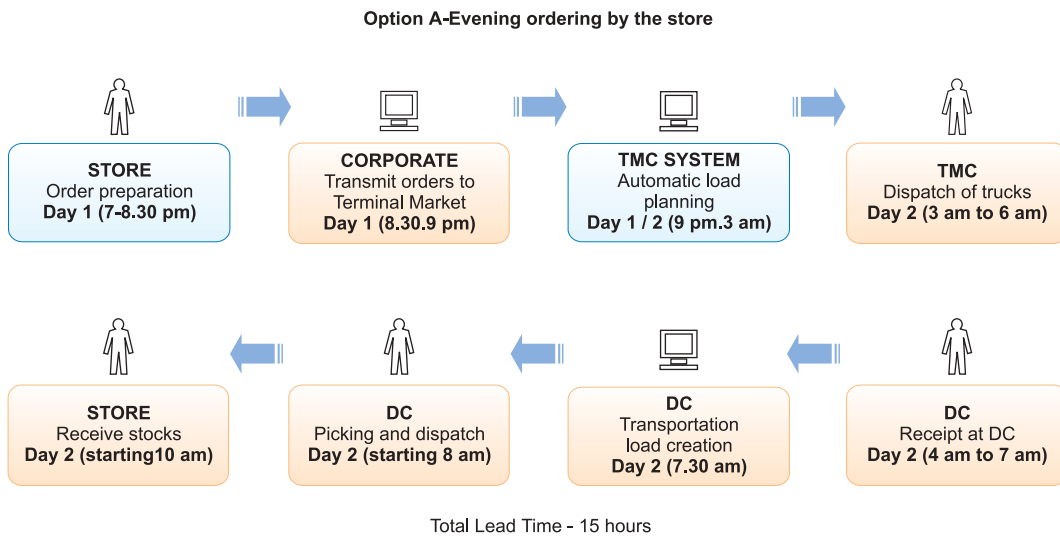 Option A-Evening ordering by the store
STORE
Order preparation
Day 1 (7-8.30 pm)
CORPORATE
Transmit orders to
Terminal Market
Day 1 (8.30.9 pm)
TMC SYSTEM
Automatic load
planning
Day 1 / 2 (9 pm.3 am)
TMC
Dispatch of trucks
Day 2 (3 am to 6 am)
STORE
Receive stocks
Day 2 (starting10 am)
DC
Picking and dispatch
Day 2 (starting 8 am)
DC
Transportation
load creation
Day 2 (7.30 am)
DC
Receipt at DC
Day 2 (4 am to 7 am)
Total Lead Time - 15 hours